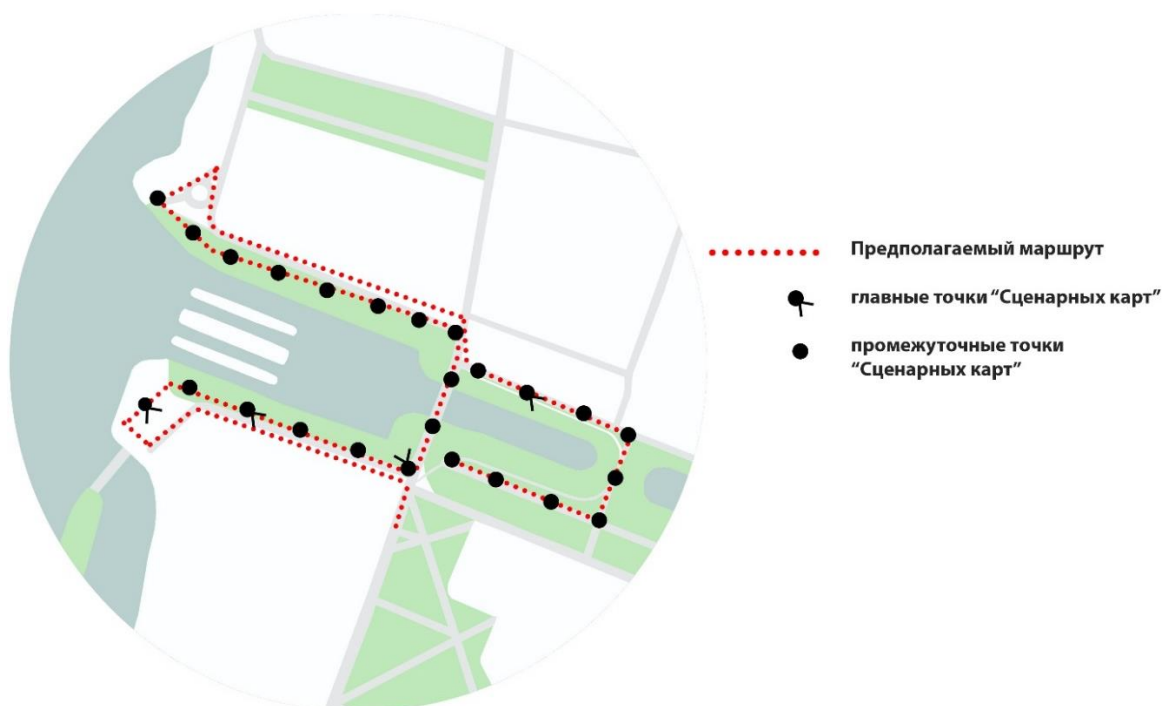 Предполагаемый маршрут
главные точки “Сценарных карт”
промежуточные точки
“Сценарных карт”